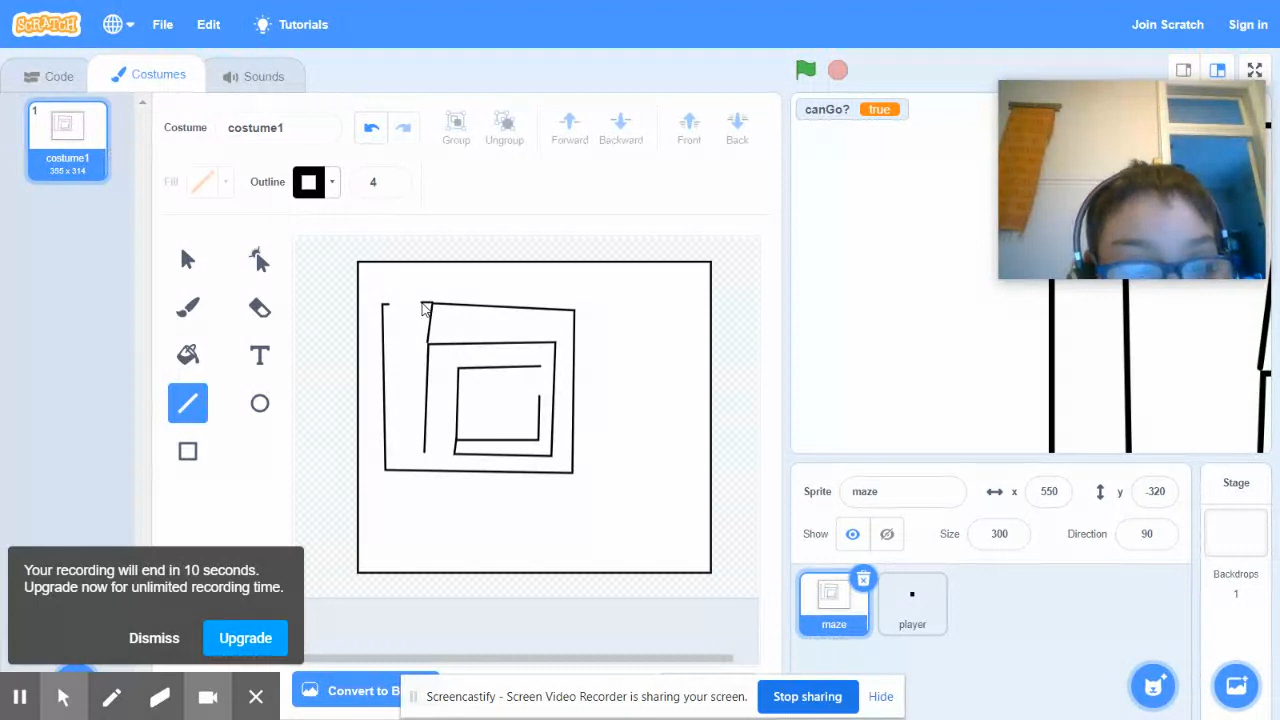 SCRATCH
File
Edit
Tutorials
Join Scratch
Sign in
Code
Costumes
Sounds
1
costume1
355 x 314
Costume
costume1
Group
Ungroup
Forward
Backward
Front
Back
Fill
Outline
4
T
canGo? true
Sprite
maze
x
550
y
-320
Show
Size
300
Direction
90
Stage
Backdrops
1
maze
player
Your recording will end in 10 seconds.
Upgrade now for unlimited recording time.
Dismiss
Upgrade
Convert to B
Screencastify - Screen Video Recorder is sharing your screen.
Stop sharing
Hide